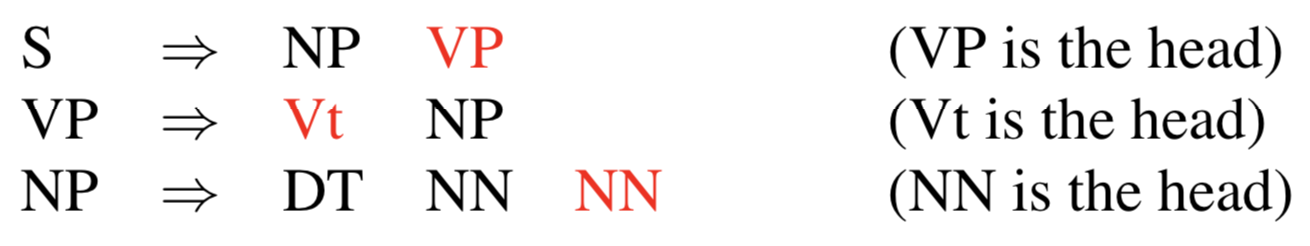 S ⇒ NP VP (VP is the head)
VP ⇒ Vt NP (Vt is the head)
NP ⇒ DT NN NN (NN is the head)